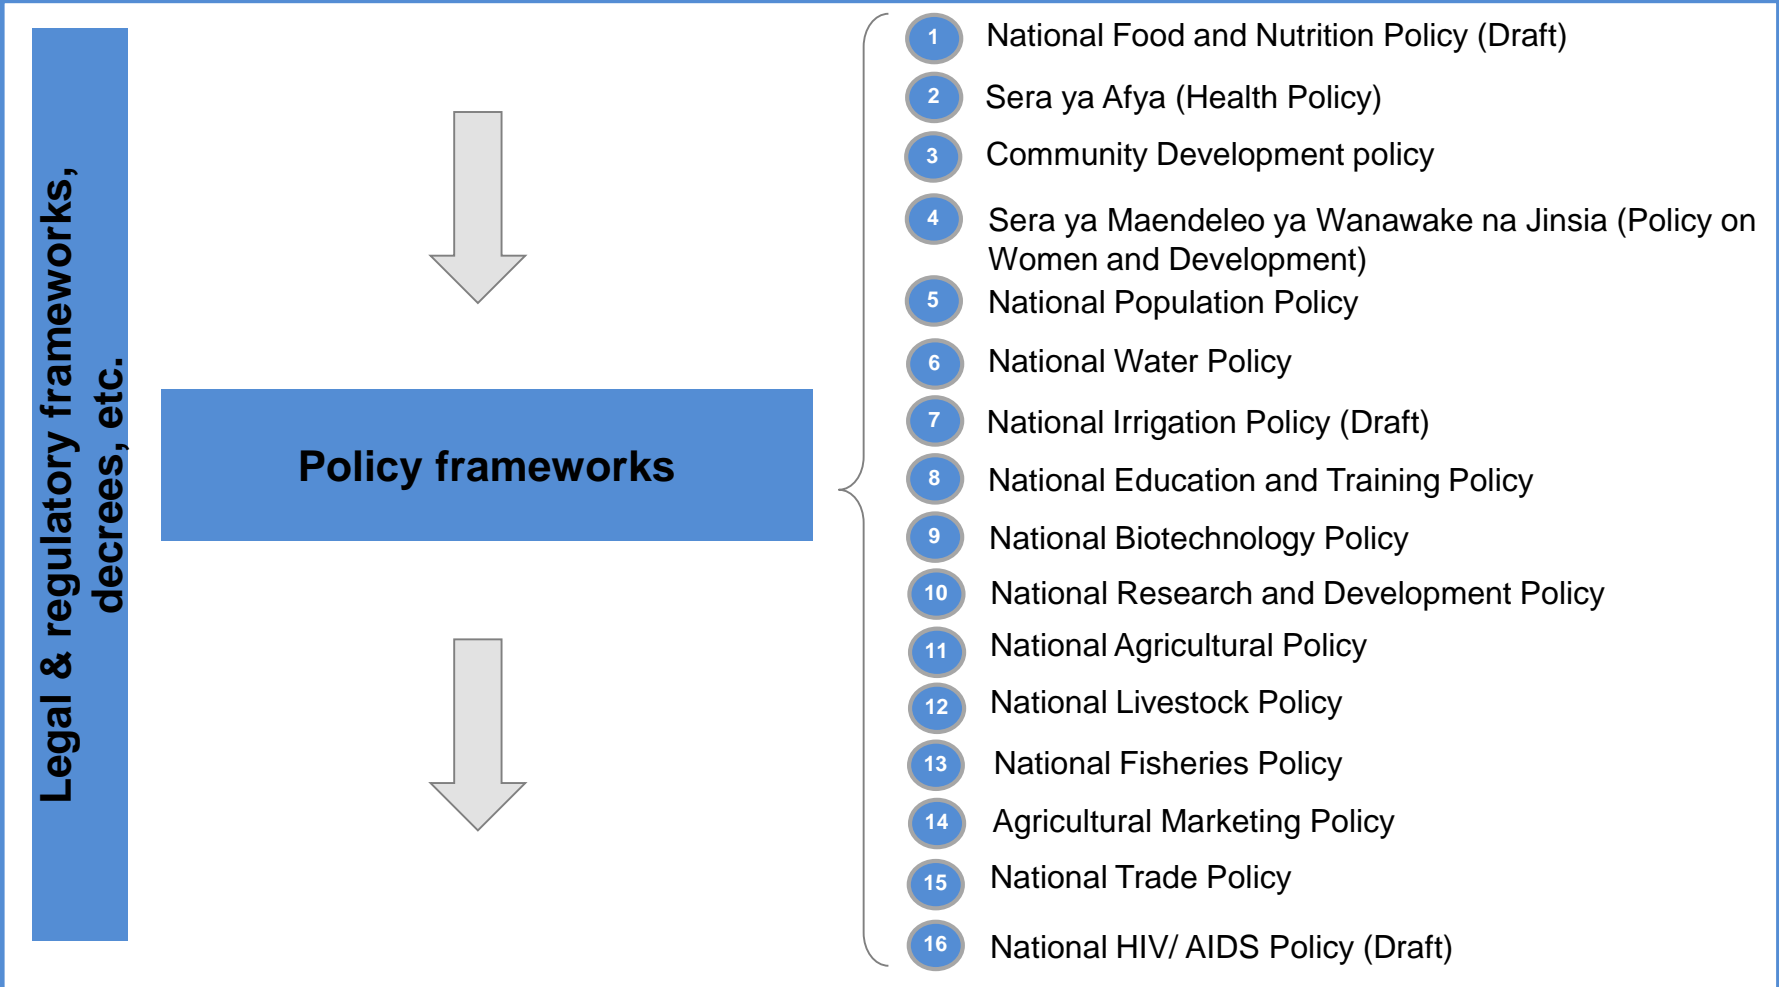 Legal & regulatory frameworks,
decrees, etc.
Policy frameworks
1 National Food and Nutrition Policy (Draft)
2 Sera ya Afya (Health Policy)
3 Community Development policy
4 Sera ya Maendeleo ya Wanawake na Jinsia (Policy on
Women and Development)
5 National Population Policy
6 National Water Policy
7 National Irrigation Policy (Draft)
8 National Education and Training Policy
9 National Biotechnology Policy
10 National Research and Development Policy
11 National Agricultural Policy
12 National Livestock Policy
13 National Fisheries Policy
14 Agricultural Marketing Policy
15 National Trade Policy
16 National HIV/ AIDS Policy (Draft)